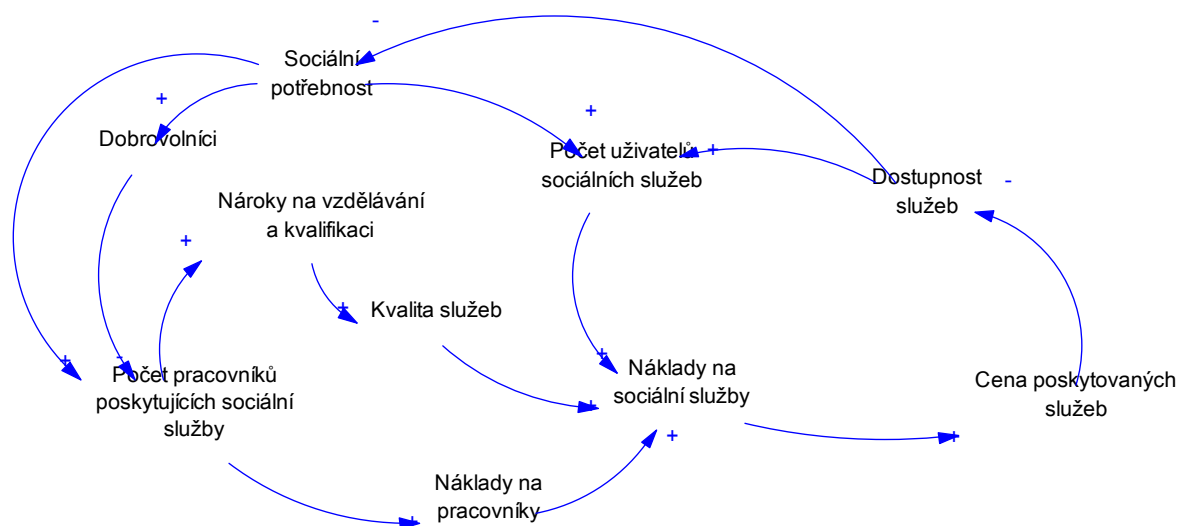 -
Sociální
potřebnost
+
+
Dobrovolníci
Počet uživatelů
sociálních služeb
+
Dostupnost
služeb
-
Nároky na vzdělávání
a kvalifikaci
+
+
Kvalita služeb
+
-
Počet pracovníků
poskytujících sociální
služby
+
+
Náklady na
sociální služby
+
Cena poskytovaných
služeb
+
Náklady na
pracovníky
+